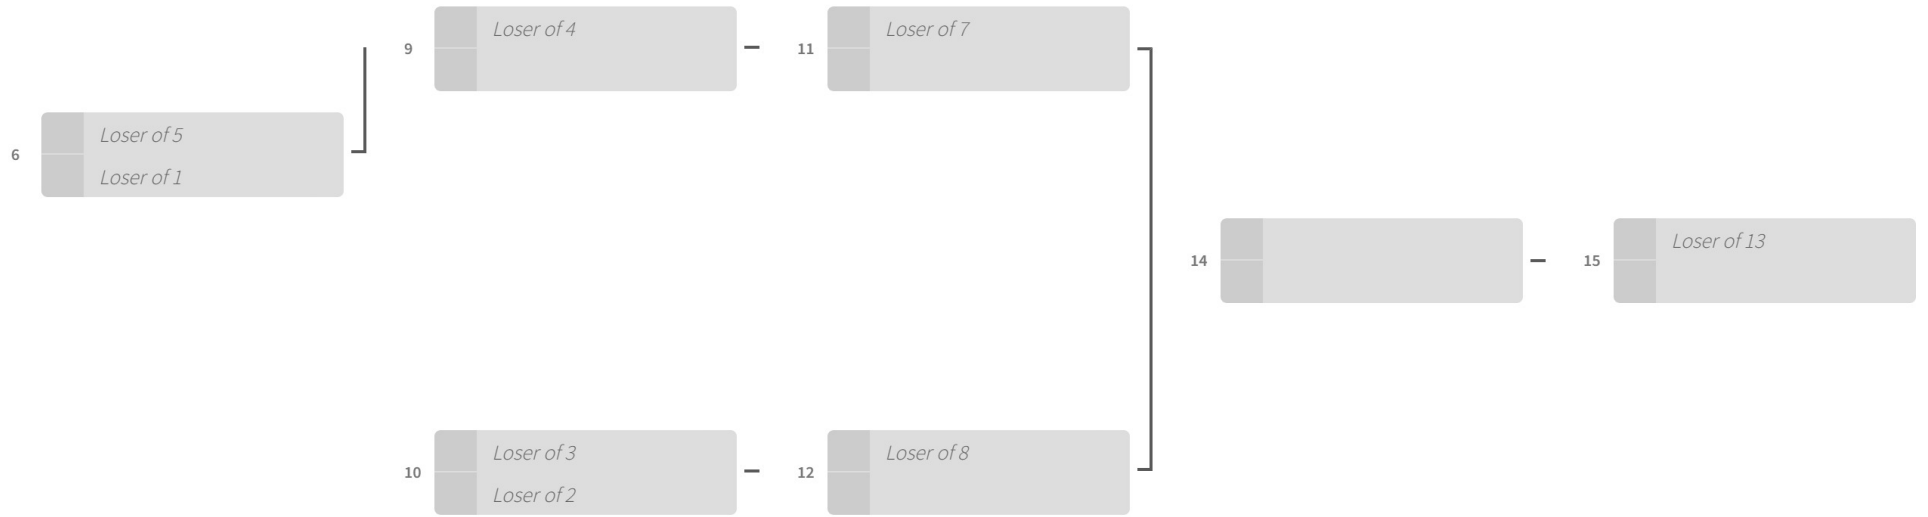 6
Loser of 5
Loser of 1
9
Loser of 4
10
Loser of 3
Loser of 2
11
Loser of 7
12
Loser of 8
14
15
Loser of 13